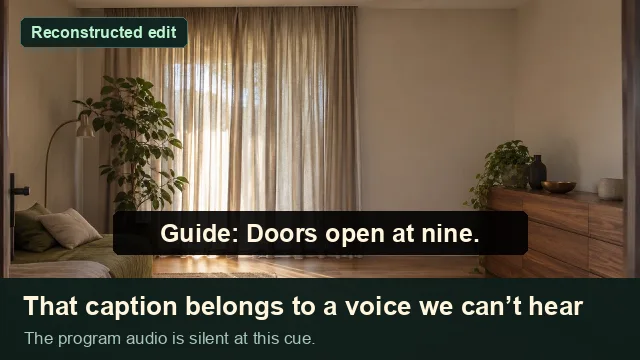 Reconstructed edit
Guide: Doors open at nine.
That caption belongs to a voice we can’t hear
The program audio is silent at this cue.